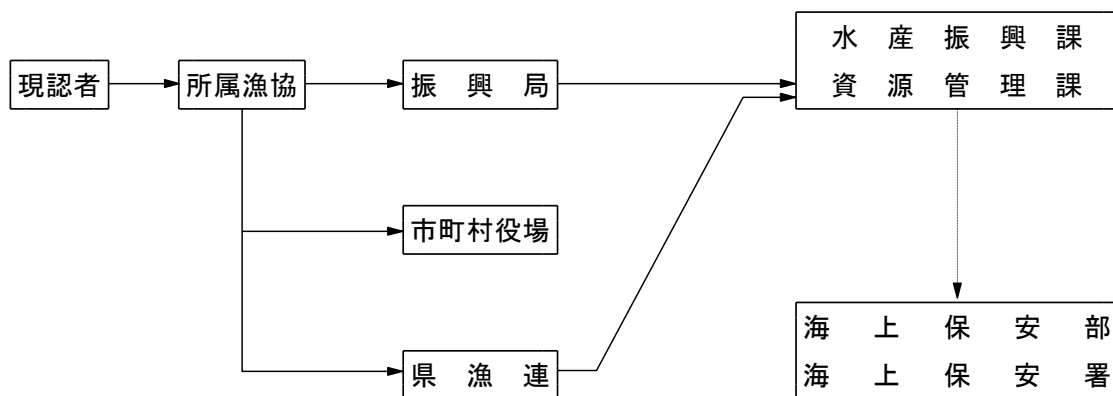 現認者
所属漁協
振興局
水産振興課
資源管理課
市町村役場
県漁連
海上保安部
海上保安署